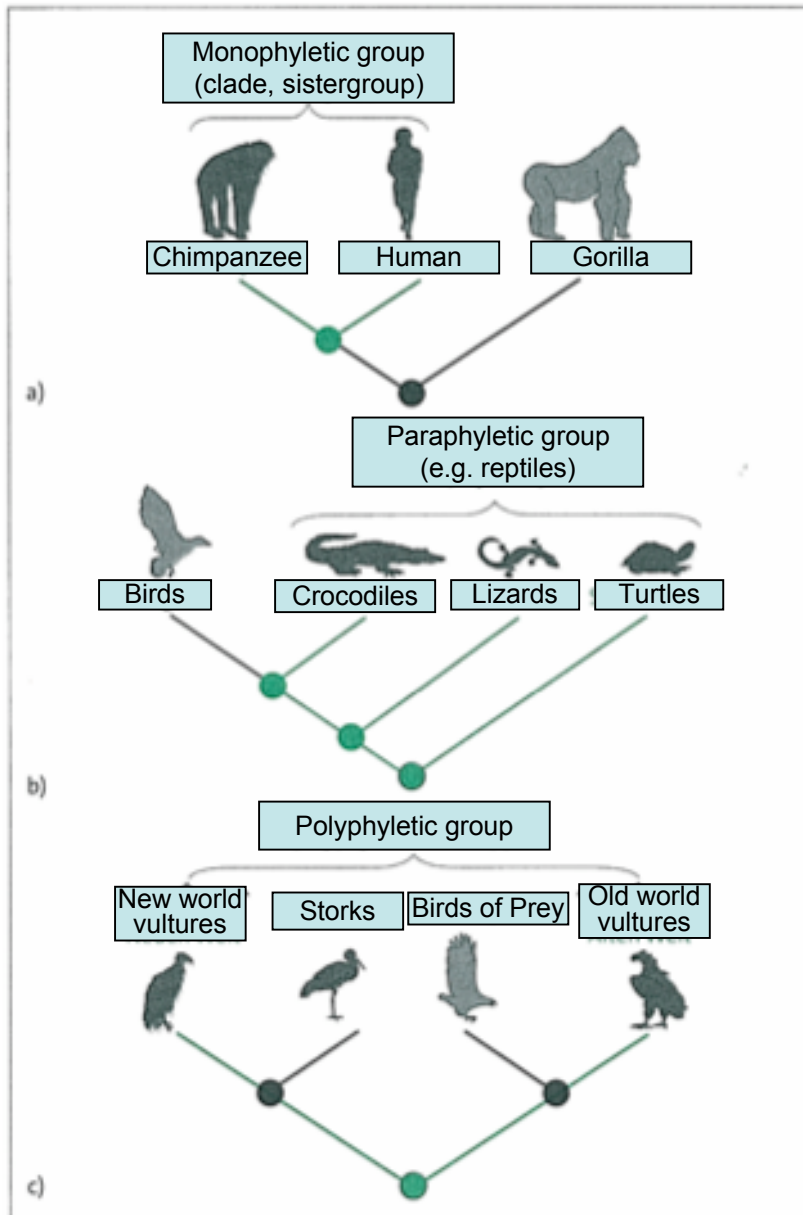 Monophyletic group
(clade, sistergroup)
Chimpanzee
Human
Gorilla
a)
Paraphyletic group
(e.g. reptiles)
Birds
Crocodiles
Lizards
Turtles
b)
Polyphyletic group
New world
vultures
Storks
Birds of Prey
Old world
vultures
c)